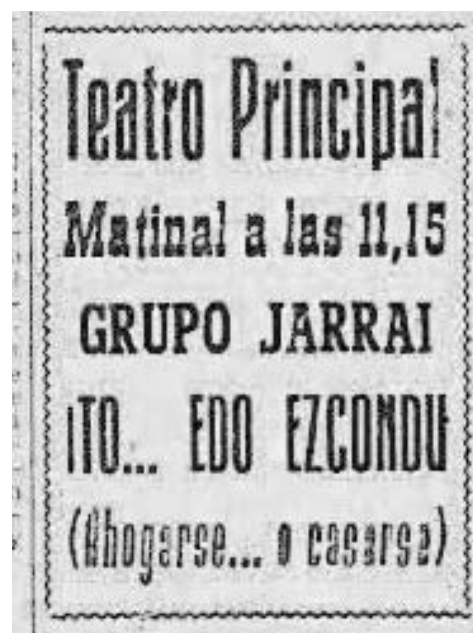 Teatro Principal
Matinal a las 11,15
GRUPO JARRAI
ITO... EDO EZCONDU
(Ahogarse... o casarse)